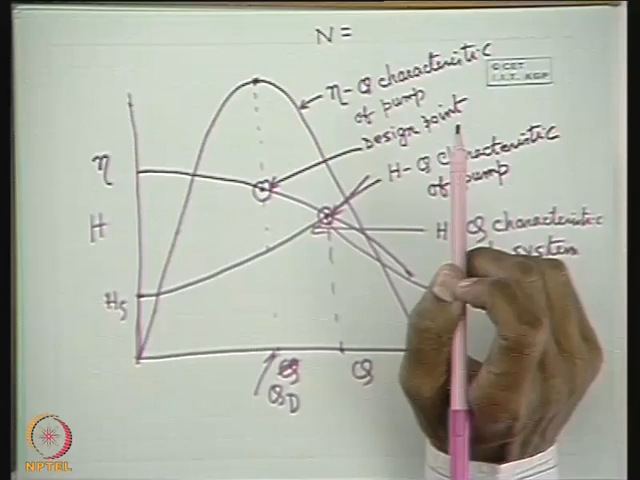 N =
© CET
I.I.T. KGP
η-Q characteristic
of pump
Design point
η
H-Q characteristic
of pump
H
H Q characteristic
system
Hs
Q
QD
NPTEL